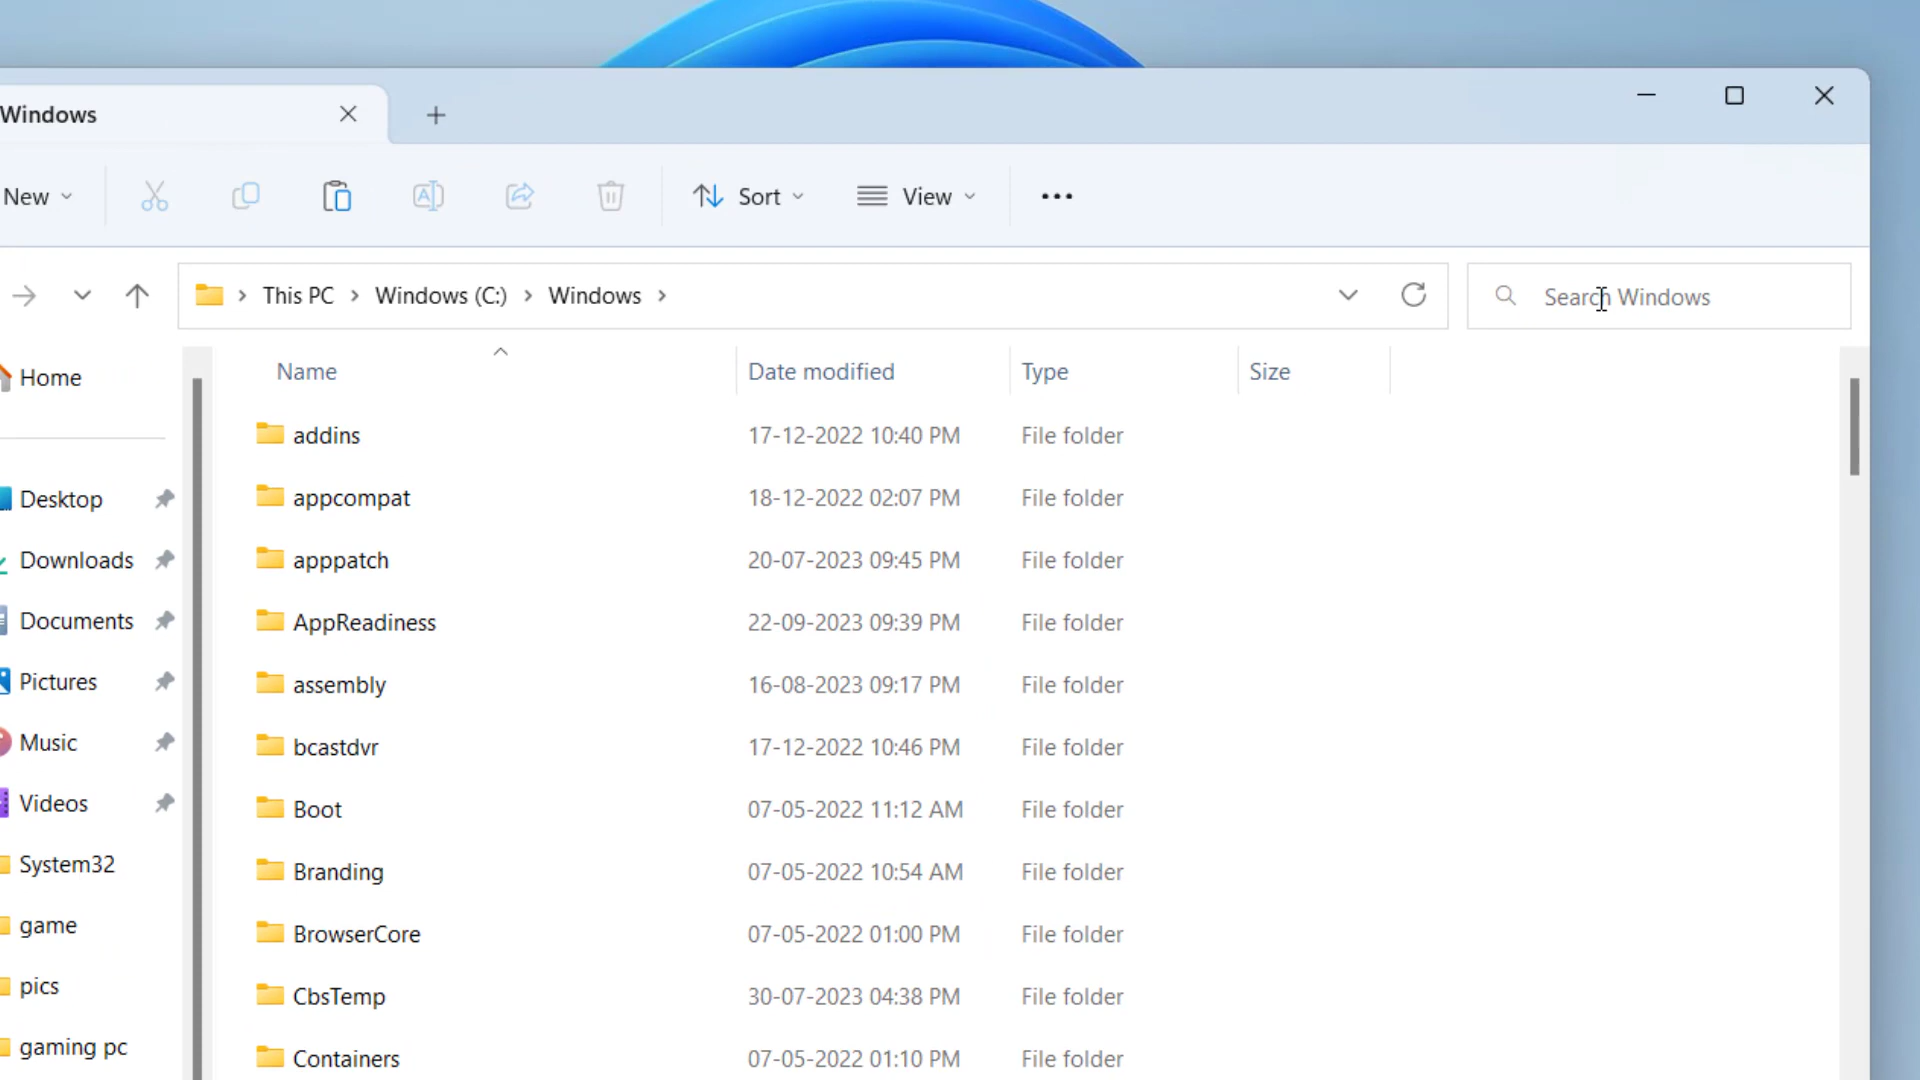 Windows
New
Sort
View
This PC > Windows (C:) > Windows >
Search Windows
Home
Desktop
Downloads
Documents
Pictures
Music
Videos
System32
game
pics
gaming pc
Name Date modified Type Size
addins 17-12-2022 10:40 PM File folder
appcompat 18-12-2022 02:07 PM File folder
apppatch 20-07-2023 09:45 PM File folder
AppReadiness 22-09-2023 09:39 PM File folder
assembly 16-08-2023 09:17 PM File folder
bcastdvr 17-12-2022 10:46 PM File folder
Boot 07-05-2022 11:12 AM File folder
Branding 07-05-2022 10:54 AM File folder
BrowserCore 07-05-2022 01:00 PM File folder
CbsTemp 30-07-2023 04:38 PM File folder
Containers 07-05-2022 01:10 PM File folder